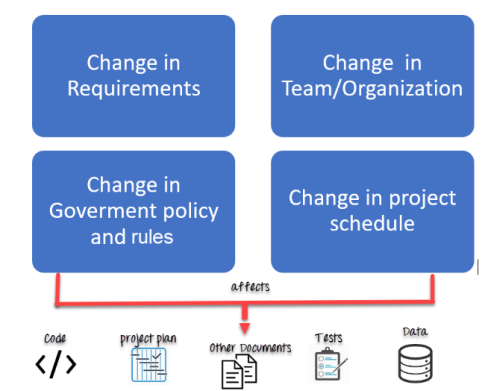 Change in
Requirements
Change in
Team/Organization
Change in
Goverment policy
and rules
Change in project
schedule
affects
Code
project plan
Other Documents
Tests
Data